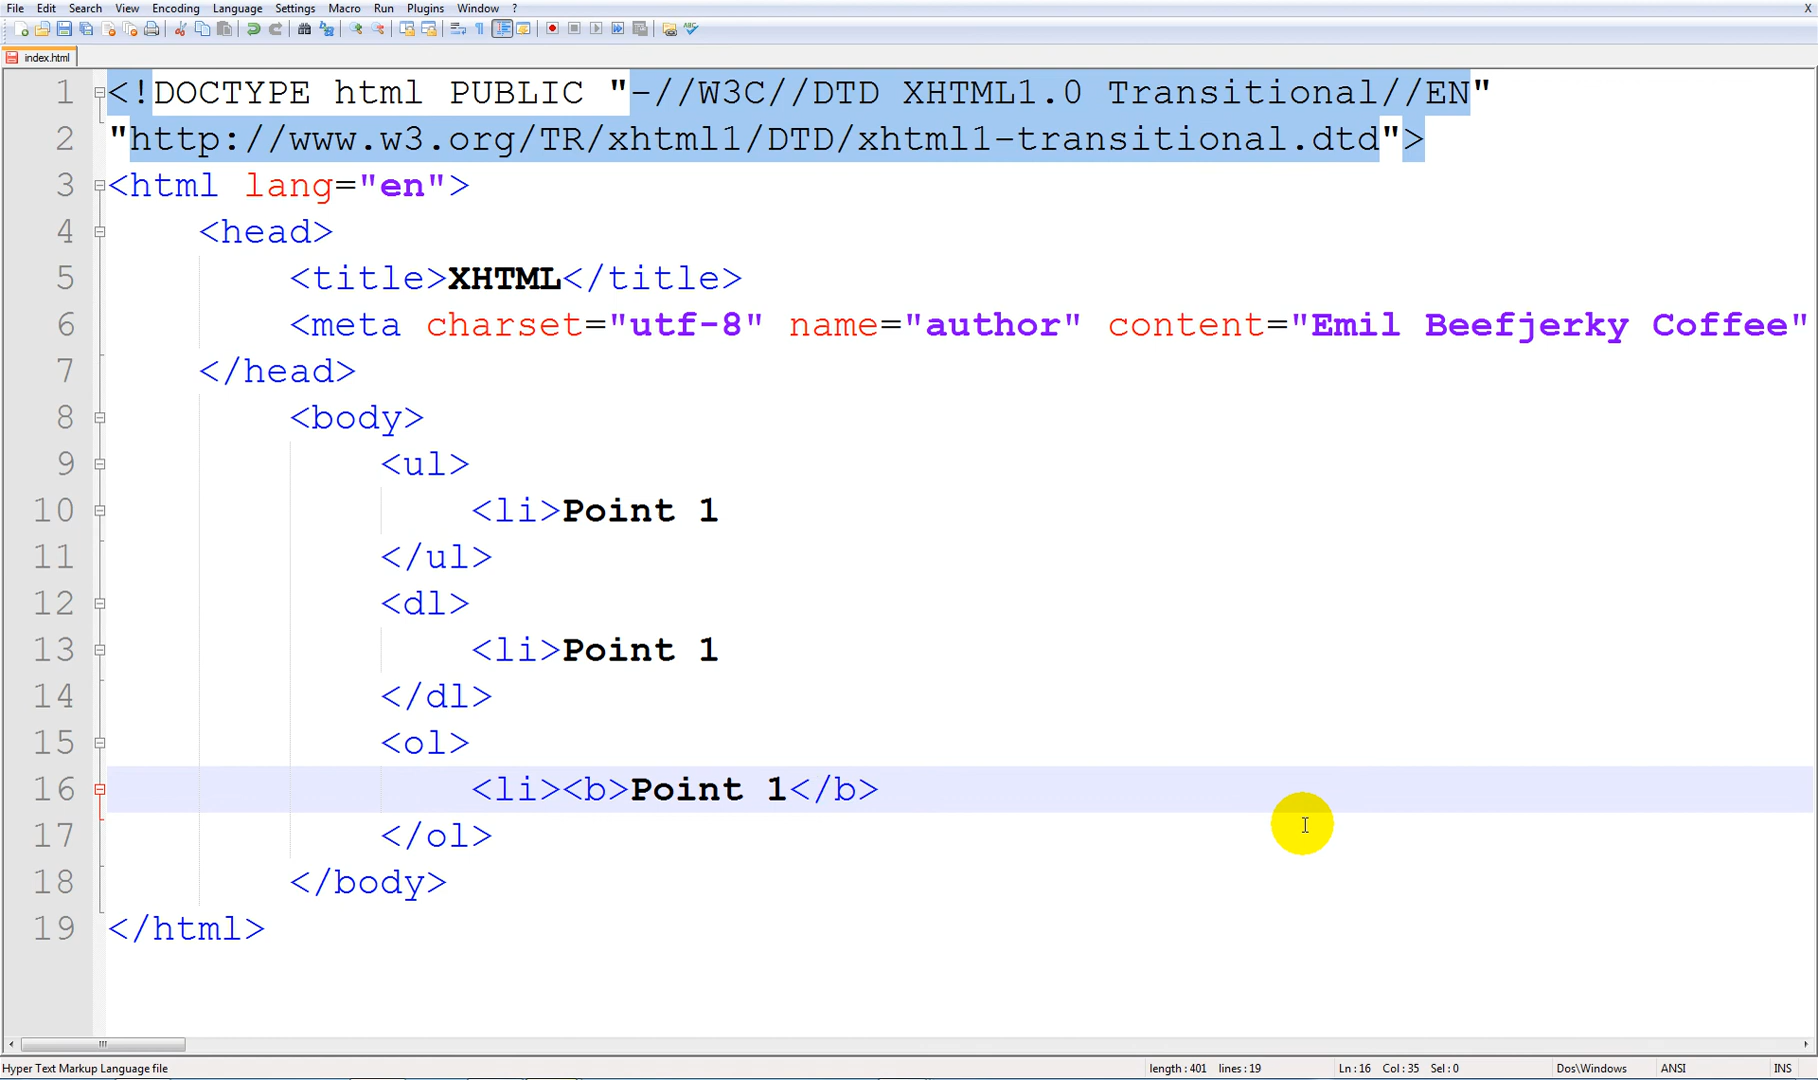 File Edit Search View Encoding Language Settings Macro Run Plugins Window ? X
index.html
1 <!DOCTYPE html PUBLIC "-//W3C//DTD XHTML1.0 Transitional//EN"
2 "http://www.w3.org/TR/xhtml1/DTD/xhtml1-transitional.dtd">
3 <html lang="en">
4 <head>
5 <title>XHTML</title>
6 <meta charset="utf-8" name="author" content="Emil Beefjerky Coffee"
7 </head>
8 <body>
9 <ul>
10 <li>Point 1
11 </ul>
12 <dl>
13 <li>Point 1
14 </dl>
15 <ol>
16 <li><b>Point 1</b>
17 </ol>
18 </body>
19 </html>
Hyper Text Markup Language file length : 401 lines : 19 Ln : 16 Col : 35 Sel : 0 Dos\Windows ANSI INS